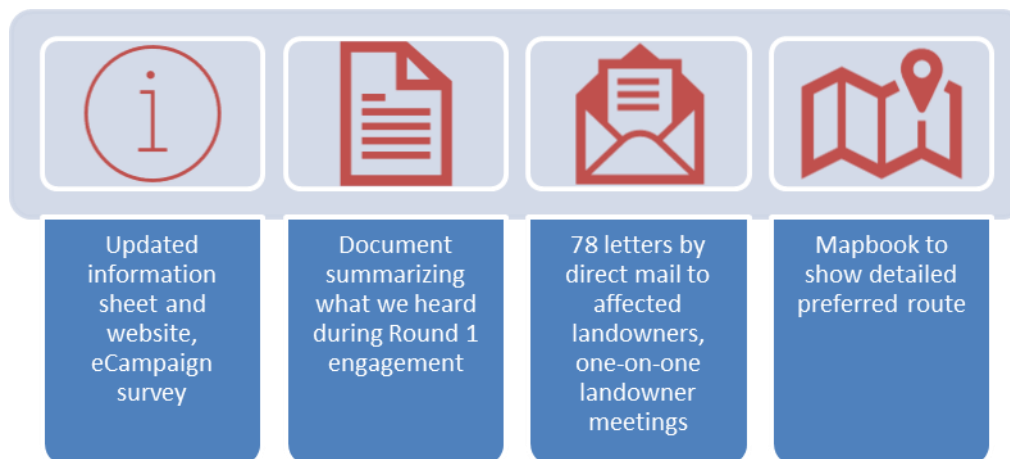 Updated
information
sheet and
website,
eCampaign
survey
Document
summarizing
what we heard
during Round 1
engagement
78 letters by
direct mail to
affected
landowners,
one-on-one
landowner
meetings
Mapbook to
show detailed
preferred route